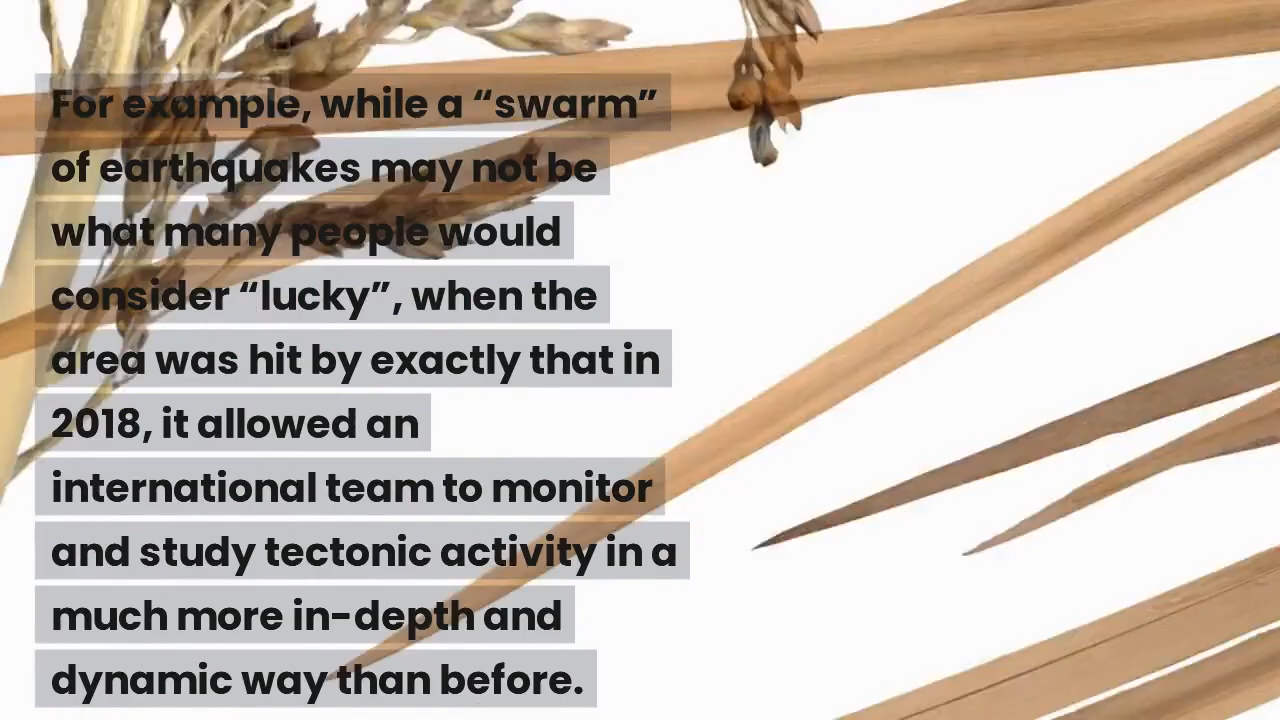 For example, while a “swarm”
of earthquakes may not be
what many people would
consider “lucky”, when the
area was hit by exactly that in
2018, it allowed an
international team to monitor
and study tectonic activity in a
much more in-depth and
dynamic way than before.